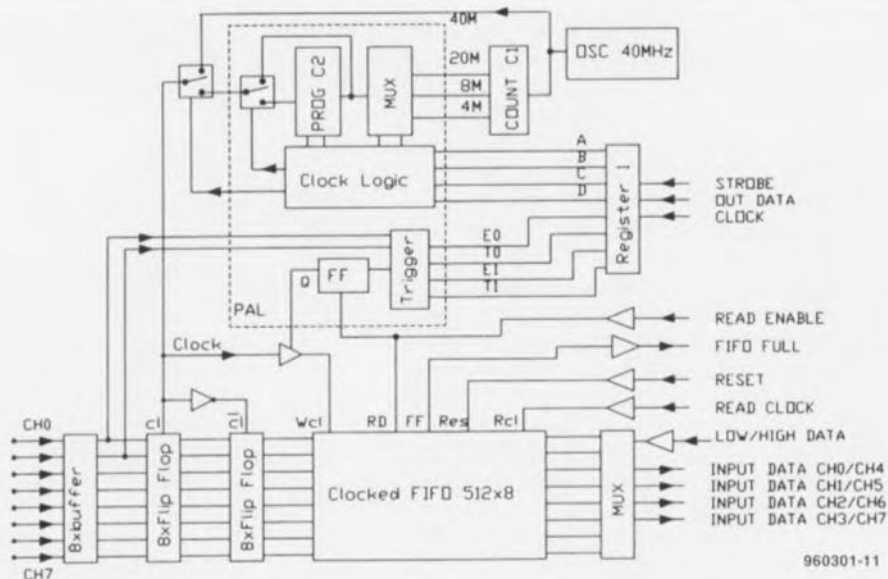 40M
OSC 40MHz
PROG C2
MUX
20M
8M
4M
COUNT C1
Clock Logic
A
B
C
D
Register 1
STROBE
OUT DATA
CLOCK
E0
T0
E1
T1
Trigger
Q
FF
PAL
READ ENABLE
FIFO FULL
RESET
READ CLOCK
LOW/HIGH DATA
Clock
cl
cl
Wcl
RD
FF
Res
Rcl
CH0
8xbuffer
8xFlip Flop
8xFlip Flop
Clocked FIFO 512x8
MUX
INPUT DATA CH0/CH4
INPUT DATA CH1/CH5
INPUT DATA CH2/CH6
INPUT DATA CH3/CH7
CH7
960301-11